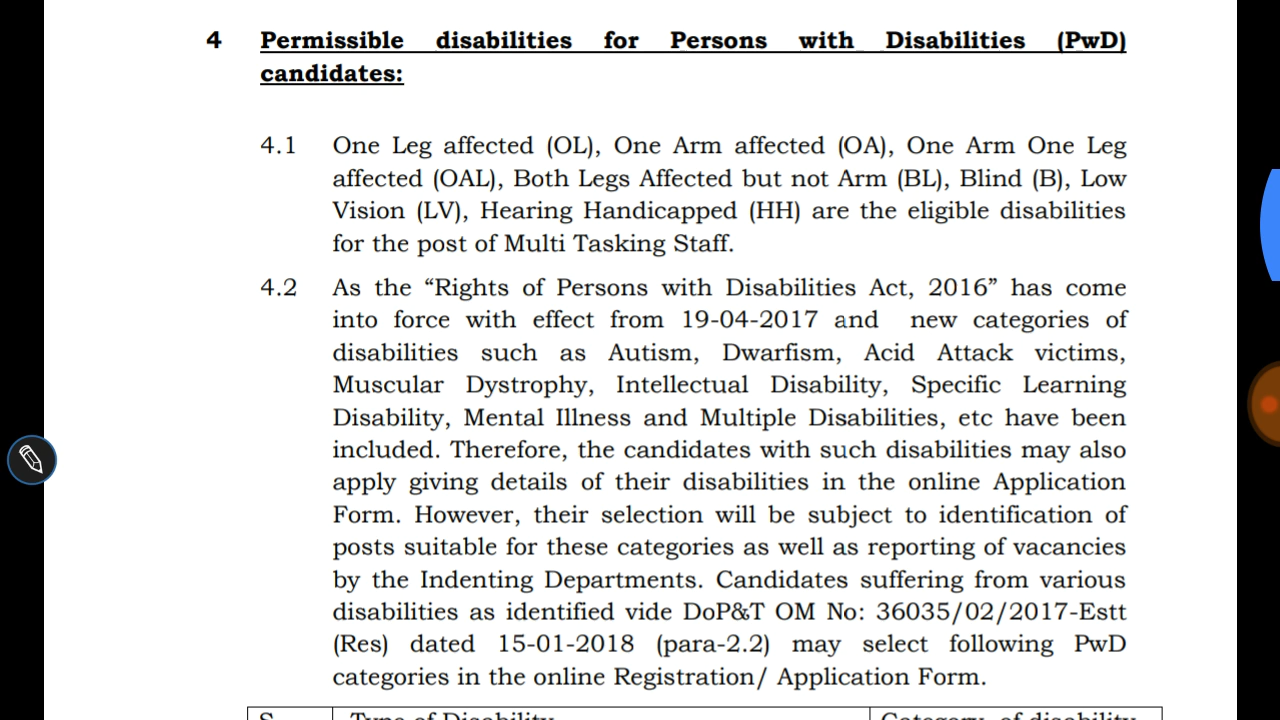 4 Permissible disabilities for Persons with Disabilities (PwD)
candidates:
4.1 One Leg affected (OL), One Arm affected (OA), One Arm One Leg
affected (OAL), Both Legs Affected but not Arm (BL), Blind (B), Low
Vision (LV), Hearing Handicapped (HH) are the eligible disabilities
for the post of Multi Tasking Staff.
4.2 As the “Rights of Persons with Disabilities Act, 2016” has come
into force with effect from 19-04-2017 and new categories of
disabilities such as Autism, Dwarfism, Acid Attack victims,
Muscular Dystrophy, Intellectual Disability, Specific Learning
Disability, Mental Illness and Multiple Disabilities, etc have been
included. Therefore, the candidates with such disabilities may also
apply giving details of their disabilities in the online Application
Form. However, their selection will be subject to identification of
posts suitable for these categories as well as reporting of vacancies
by the Indenting Departments. Candidates suffering from various
disabilities as identified vide DoP&T OM No: 36035/02/2017-Estt
(Res) dated 15-01-2018 (para-2.2) may select following PwD
categories in the online Registration/ Application Form.
S. Type of Disability Category of disability